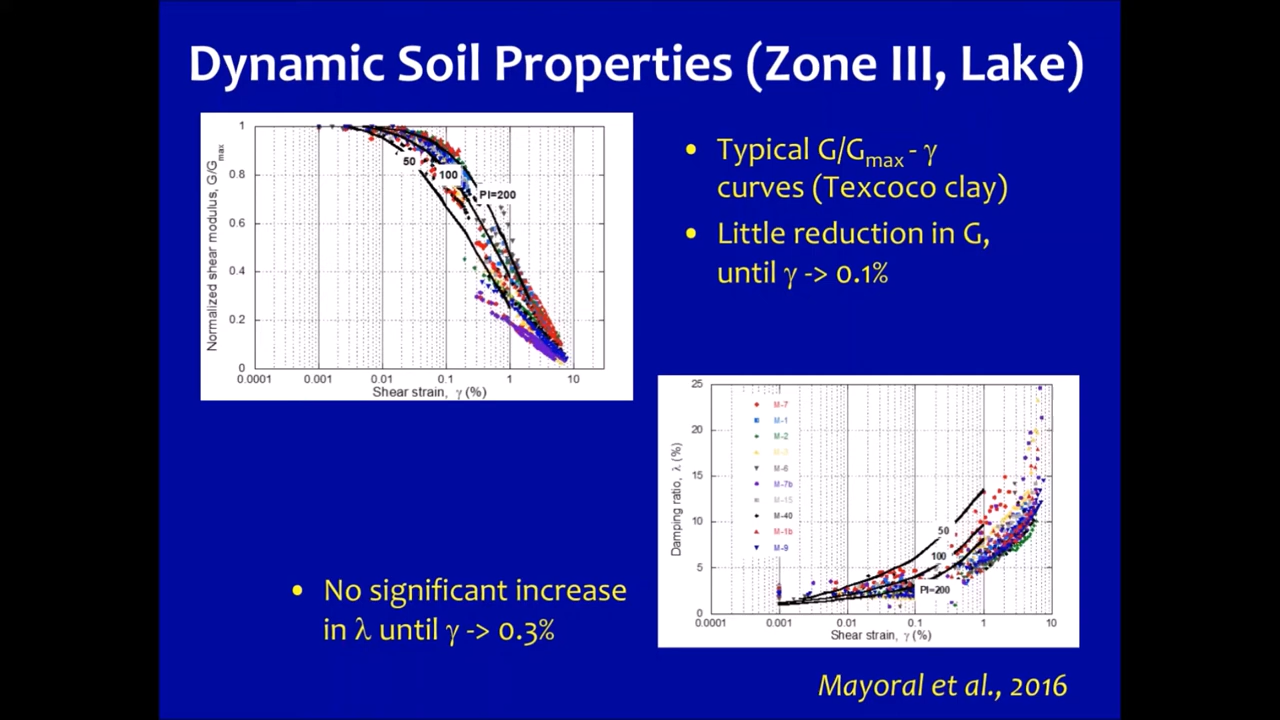 Dynamic Soil Properties (Zone III, Lake)
1
0.8
0.6
0.4
0.2
0
Normalized shear modulus, G/Gmax
50
100
PI=200
0.0001
0.001
0.01
0.1
1
10
Shear strain, γ (%)
• Typical G/Gmax - γ
curves (Texcoco clay)
• Little reduction in G,
until γ -> 0.1%
25
20
15
10
5
0
Damping ratio, λ (%)
M-7
M-1
M-2
M-3
M-6
M-7b
M-15
M-40
M-1b
M-9
50
100
PI=200
0.0001
0.001
0.01
0.1
1
10
Shear strain, γ (%)
• No significant increase
in λ until γ -> 0.3%
Mayoral et al., 2016